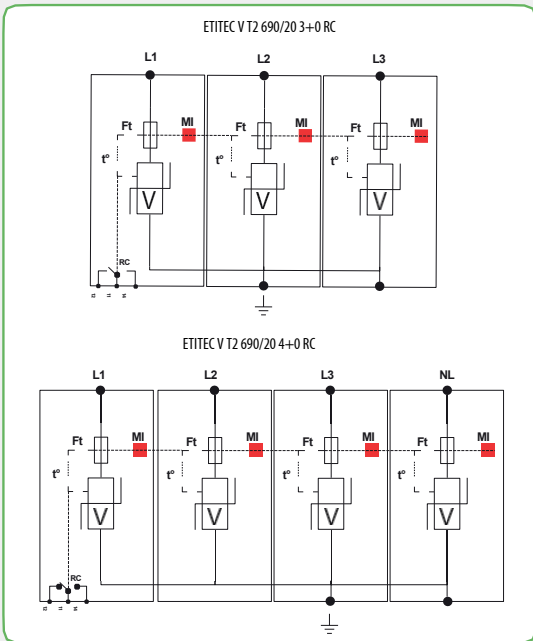 ETITEC V T2 690/20 3+0 RC
L1 L2 L3
Ft MI Ft MI Ft MI
t° t° t°
V V V
RC
ETITEC V T2 690/20 4+0 RC
L1 L2 L3 NL
Ft MI Ft MI Ft MI Ft MI
t° t° t° t°
V V V V
RC